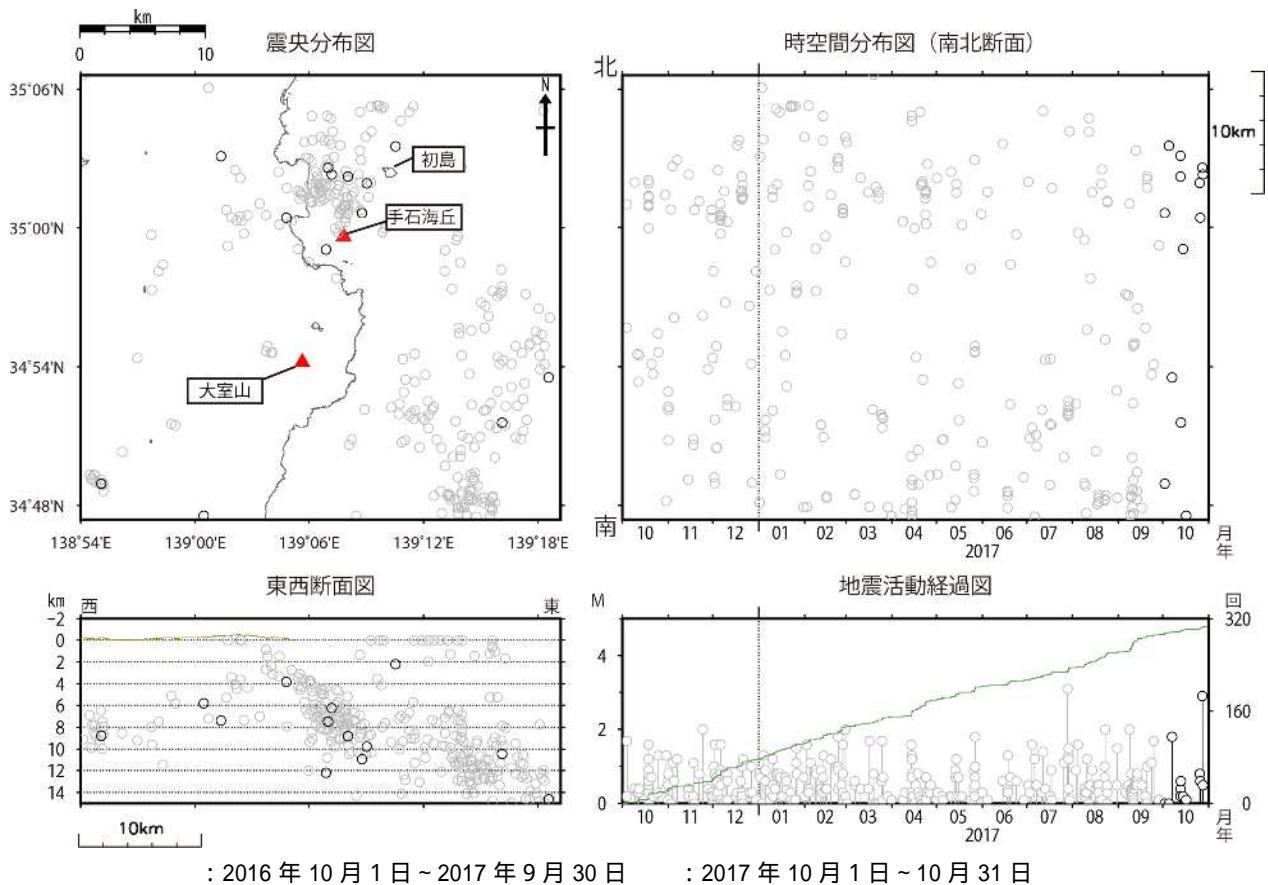 km
0 10
震央分布図
時空間分布図（南北断面）
N
北
南
10km
35°06'N
35°00'N
34°54'N
34°48'N
初島
手石海丘
大室山
138°54'E 139°00'E 139°06'E 139°12'E 139°18'E
10 11 12 01 02 03 04 05 06 07 08 09 10 月
2017 年
東西断面図
地震活動経過図
km 西 東
-2
0
2
4
6
8
10
12
14
10km
M 回
4
2
0
320
160
0
10 11 12 01 02 03 04 05 06 07 08 09 10 月
2017 年
：2016 年 10 月 1 日 ~ 2017 年 9 月 30 日 ：2017 年 10 月 1 日 ~ 10 月 31 日